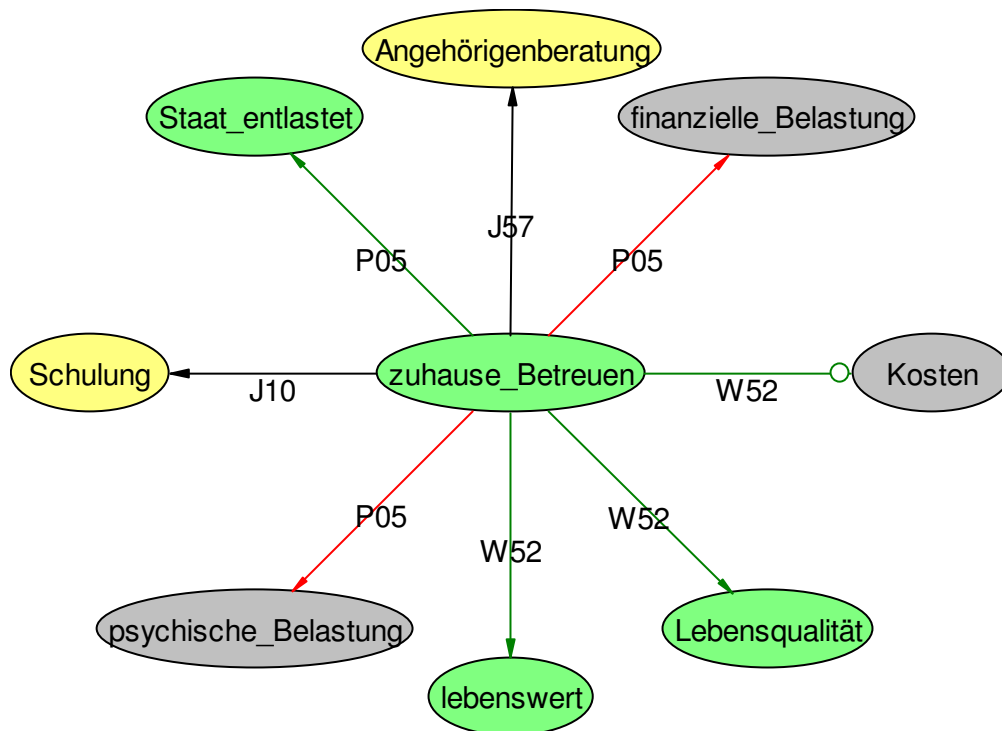 Angehörigenberatung
Staat_entlastet
finanzielle_Belastung
J57
P05
P05
Schulung
zuhause_Betreuen
Kosten
J10
W52
P05
W52
W52
psychische_Belastung
Lebensqualität
lebenswert